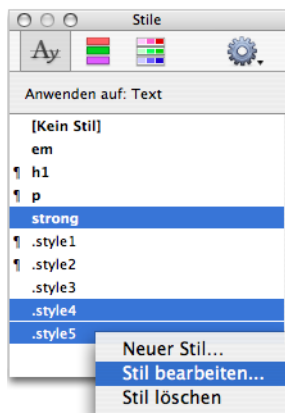 Stile
Ay
Anwenden auf: Text
[Kein Stil]
em
¶ h1
¶ p
strong
¶ .style1
¶ .style2
.style3
.style4
.style5
Neuer Stil...
Stil bearbeiten...
Stil löschen